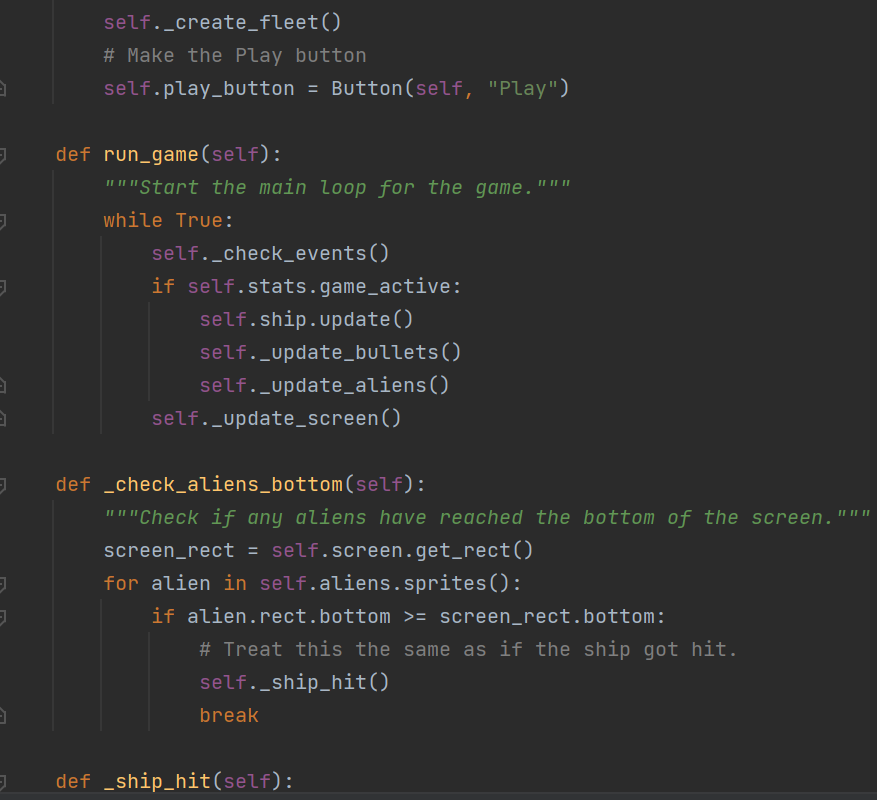 self._create_fleet()
# Make the Play button
self.play_button = Button(self, "Play")
def run_game(self):
"""Start the main loop for the game."""
while True:
self._check_events()
if self.stats.game_active:
self.ship.update()
self._update_bullets()
self._update_aliens()
self._update_screen()
def _check_aliens_bottom(self):
"""Check if any aliens have reached the bottom of the screen."""
screen_rect = self.screen.get_rect()
for alien in self.aliens.sprites():
if alien.rect.bottom >= screen_rect.bottom:
# Treat this the same as if the ship got hit.
self._ship_hit()
break
def _ship_hit(self):